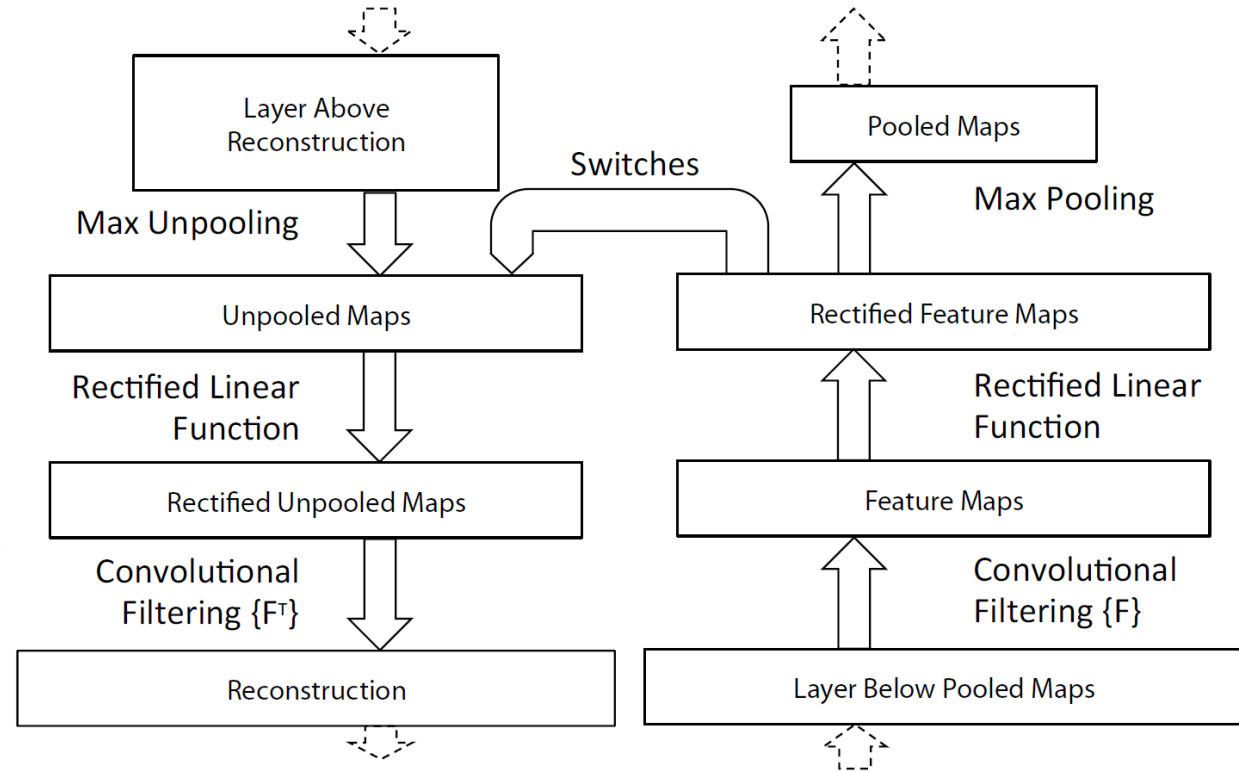 Layer Above
Reconstruction
Max Unpooling
Unpooled Maps
Rectified Linear
Function
Rectified Unpooled Maps
Convolutional
Filtering {Fᵀ}
Reconstruction
Switches
Pooled Maps
Max Pooling
Rectified Feature Maps
Rectified Linear
Function
Feature Maps
Convolutional
Filtering {F}
Layer Below Pooled Maps